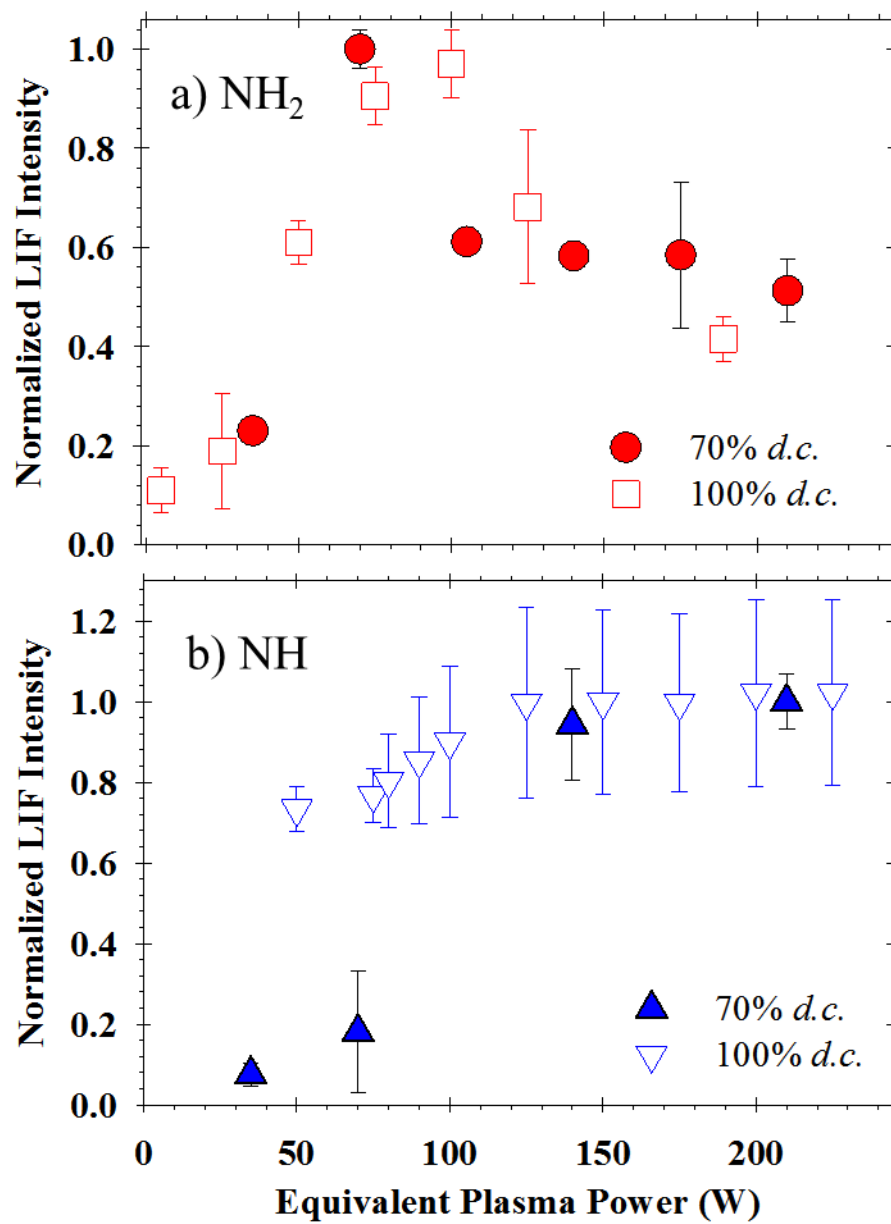 1.0
a) NH₂
0.8
0.6
0.4
0.2
0.0
Normalized LIF Intensity
70% d.c.
100% d.c.
1.2
b) NH
1.0
0.8
0.6
0.4
0.2
0.0
Normalized LIF Intensity
70% d.c.
100% d.c.
0 50 100 150 200
Equivalent Plasma Power (W)